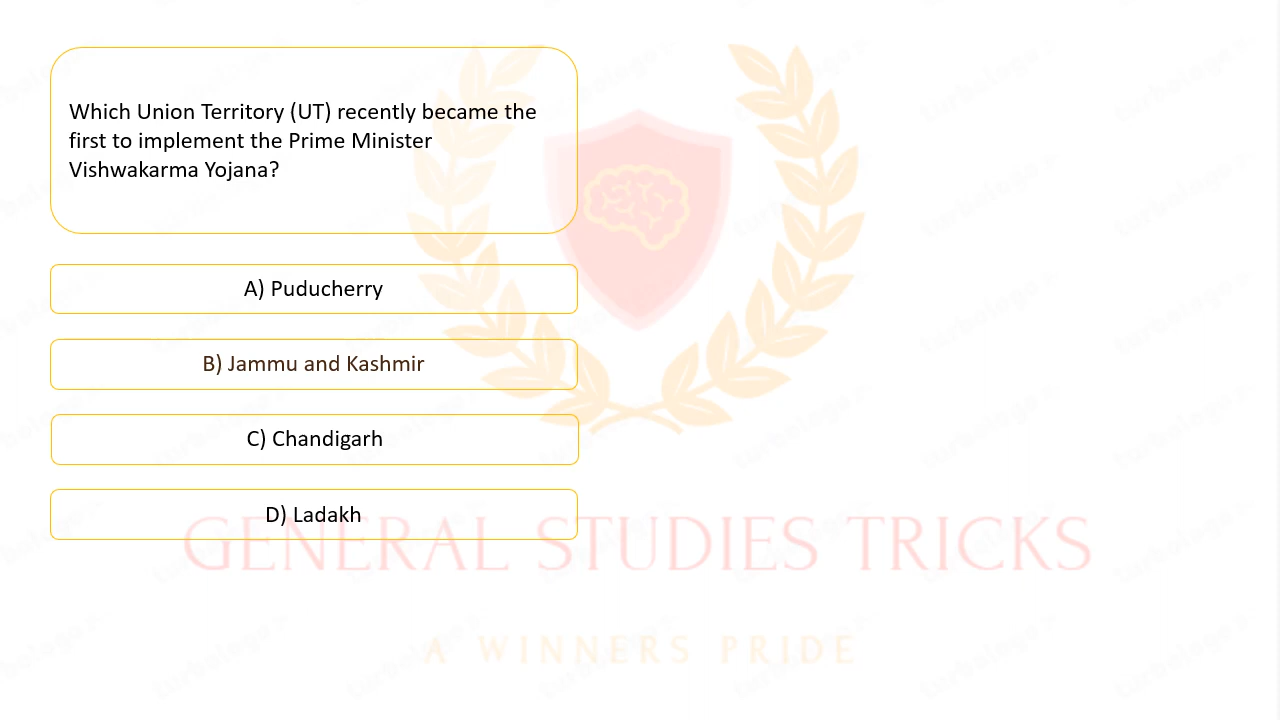 Which Union Territory (UT) recently became the
first to implement the Prime Minister
Vishwakarma Yojana?
A) Puducherry
B) Jammu and Kashmir
C) Chandigarh
D) Ladakh
GENERAL STUDIES TRICKS
A WINNERS PRIDE